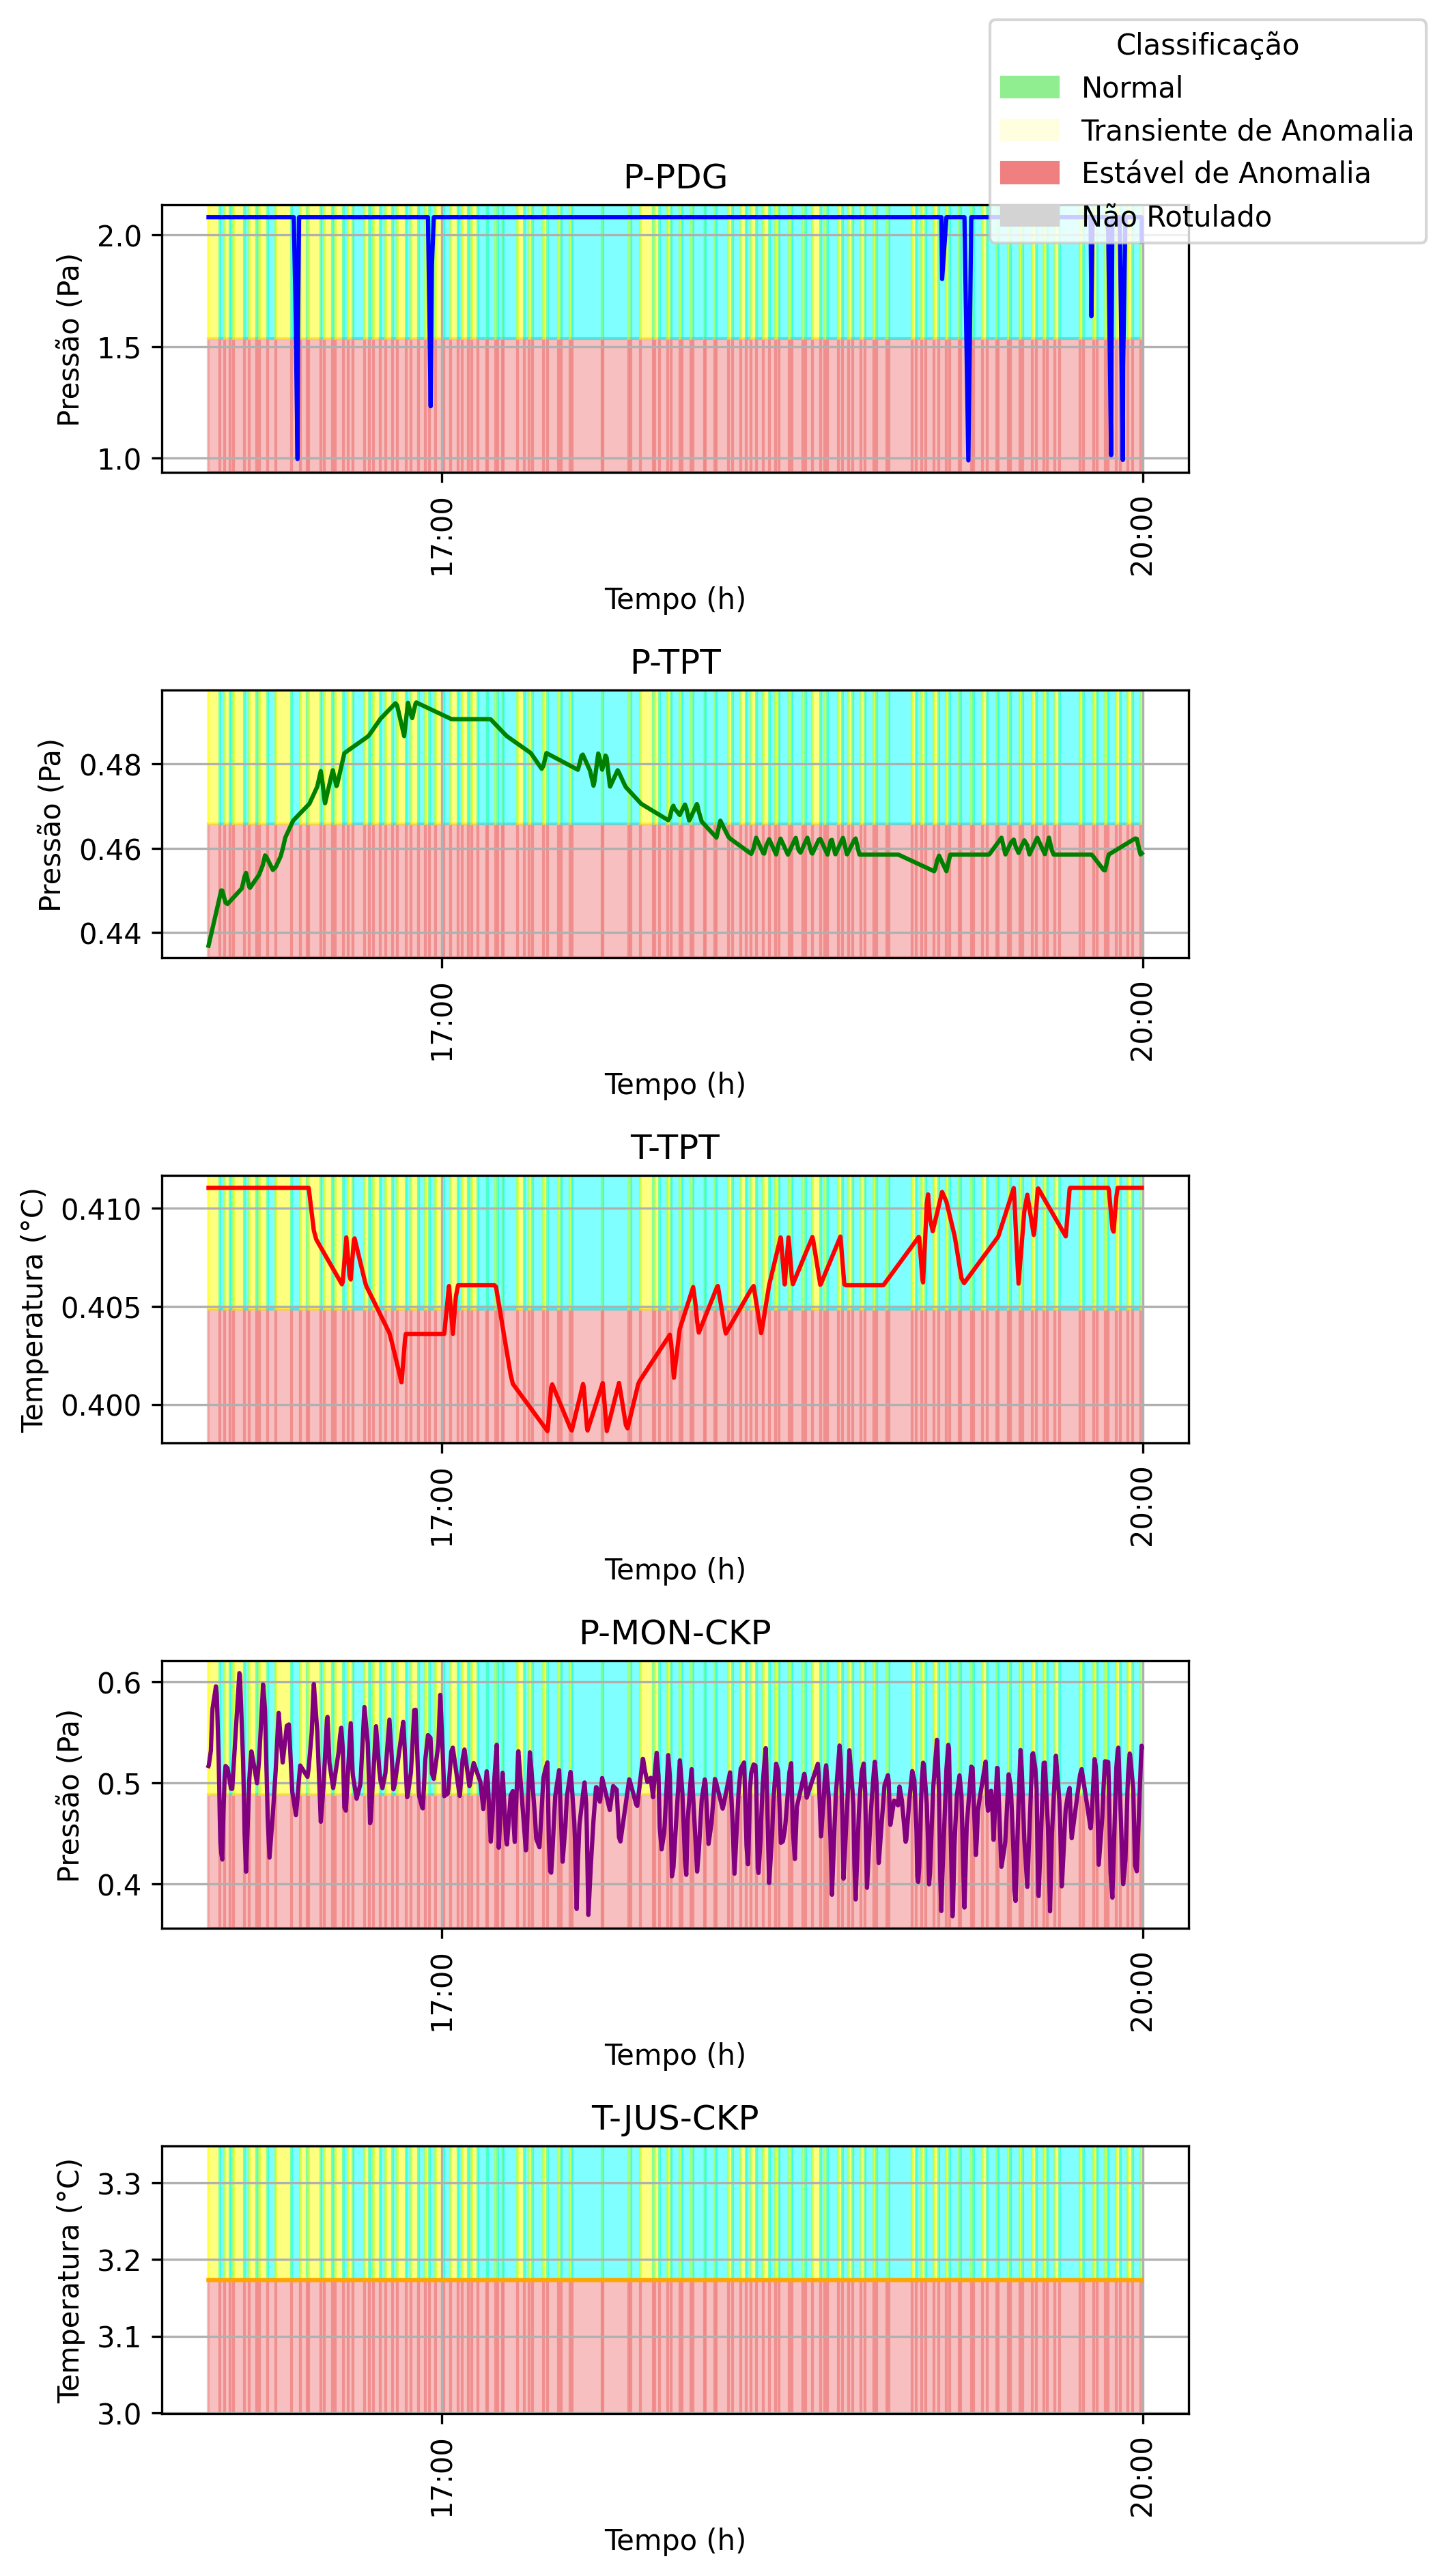 Classificação
Normal
Transiente de Anomalia
Estável de Anomalia
Não Rotulado
P-PDG
Pressão (Pa)
2.0
1.5
1.0
17:00
20:00
Tempo (h)
P-TPT
Pressão (Pa)
0.48
0.46
0.44
17:00
20:00
Tempo (h)
T-TPT
Temperatura (°C)
0.410
0.405
0.400
17:00
20:00
Tempo (h)
P-MON-CKP
Pressão (Pa)
0.6
0.5
0.4
17:00
20:00
Tempo (h)
T-JUS-CKP
Temperatura (°C)
3.3
3.2
3.1
3.0
17:00
20:00
Tempo (h)